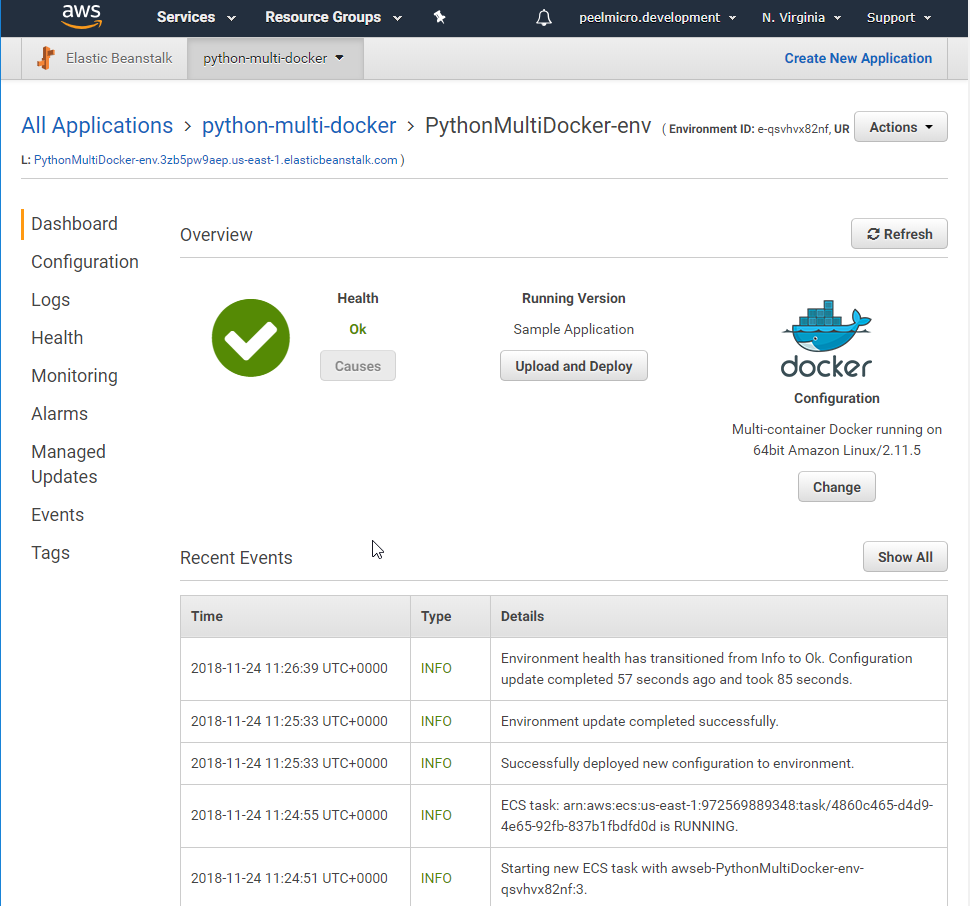 aws Services Resource Groups peelmicro.development N. Virginia Support
Elastic Beanstalk python-multi-docker Create New Application
All Applications > python-multi-docker > PythonMultiDocker-env ( Environment ID: e-qsvhvx82nf, UR Actions
L: PythonMultiDocker-env.3zb5pw9aep.us-east-1.elasticbeanstalk.com )
Dashboard
Configuration
Logs
Health
Monitoring
Alarms
Managed
Updates
Events
Tags
Overview Refresh
Health
Ok
Causes
Running Version
Sample Application
Upload and Deploy
docker
Configuration
Multi-container Docker running on
64bit Amazon Linux/2.11.5
Change
Recent Events Show All
Time Type Details
2018-11-24 11:26:39 UTC+0000 INFO Environment health has transitioned from Info to Ok. Configuration
update completed 57 seconds ago and took 85 seconds.
2018-11-24 11:25:33 UTC+0000 INFO Environment update completed successfully.
2018-11-24 11:25:33 UTC+0000 INFO Successfully deployed new configuration to environment.
2018-11-24 11:24:55 UTC+0000 INFO ECS task: arn:aws:ecs:us-east-1:972569889348:task/4860c465-d4d9-
4e65-92fb-837b1fbdfd0d is RUNNING.
2018-11-24 11:24:51 UTC+0000 INFO Starting new ECS task with awseb-PythonMultiDocker-env-
qsvhvx82nf:3.